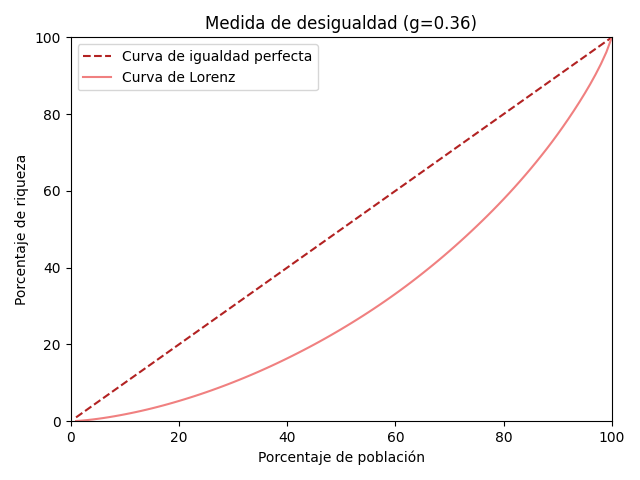 Medida de desigualdad (g=0.36)
Curva de igualdad perfecta
Curva de Lorenz
Porcentaje de riqueza
100
80
60
40
20
0
0 20 40 60 80 100
Porcentaje de población